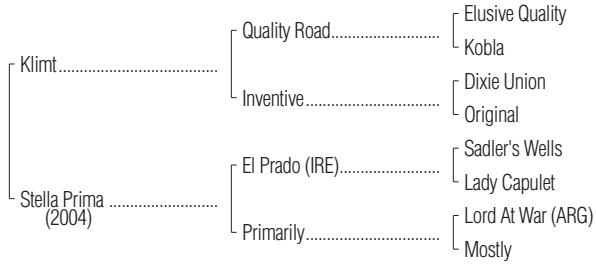 Elusive Quality
Quality Road
Kobla
Klimt
Dixie Union
Inventive
Original
Sadler's Wells
El Prado (IRE)
Lady Capulet
Stella Prima
(2004)
Lord At War (ARG)
Primarily
Mostly